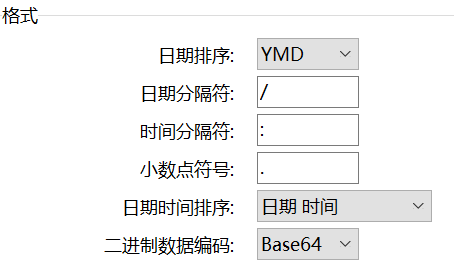 格式
日期排序: YMD
日期分隔符: /
时间分隔符: :
小数点符号: .
日期时间排序: 日期 时间
二进制数据编码: Base64